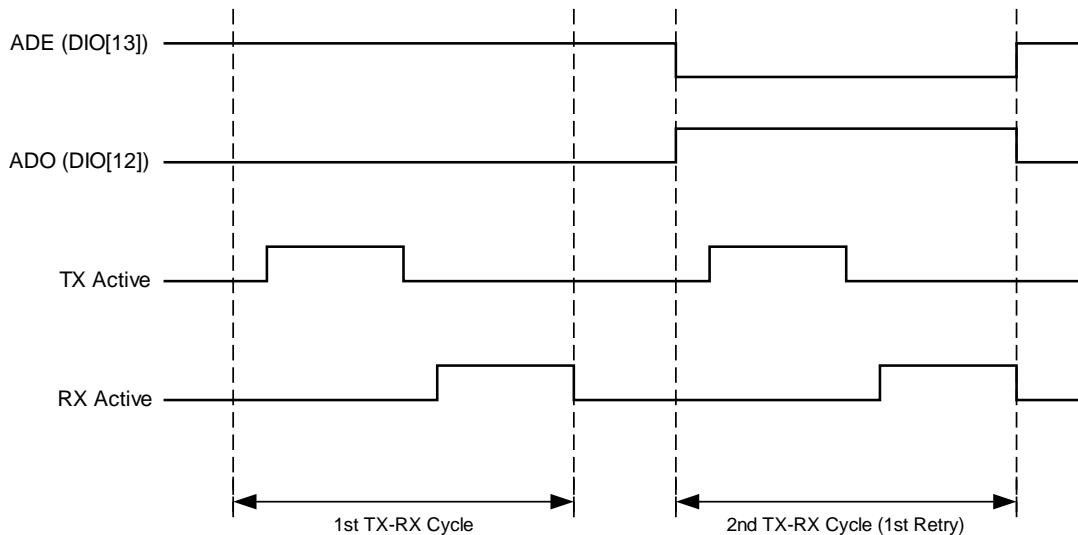 ADE (DIO[13])
ADO (DIO[12])
TX Active
RX Active
1st TX-RX Cycle
2nd TX-RX Cycle (1st Retry)